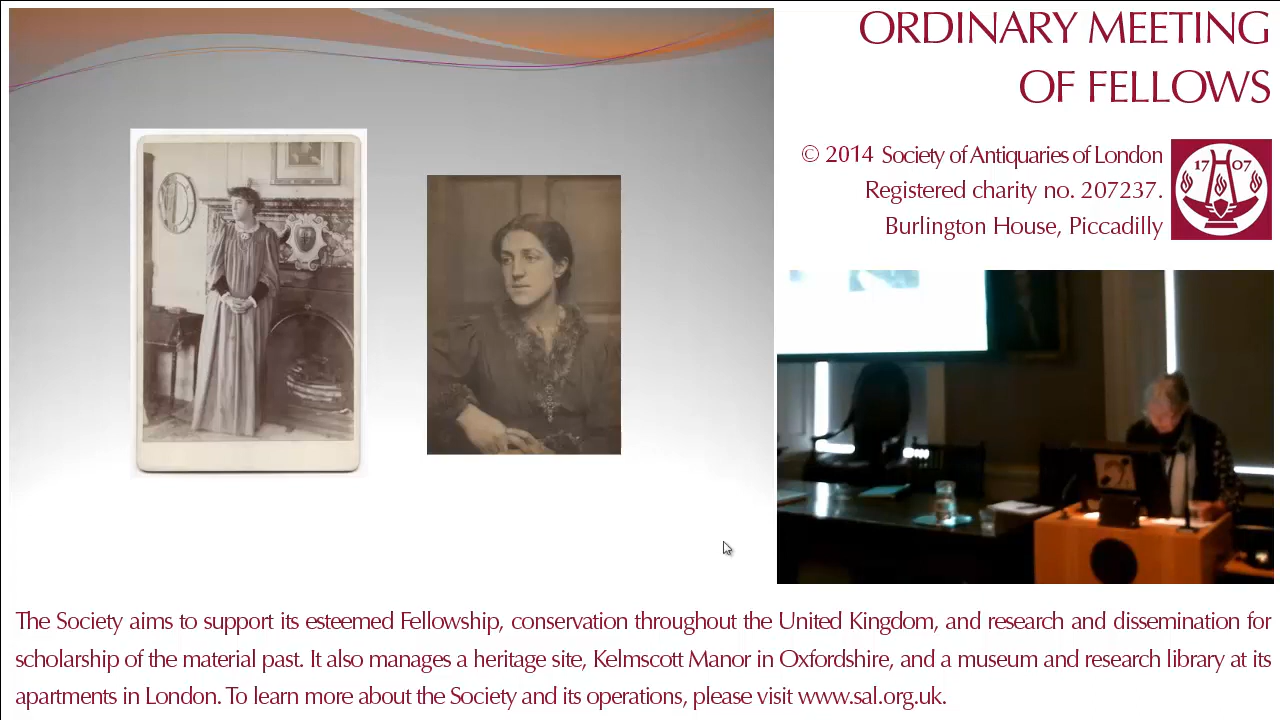 ORDINARY MEETING
OF FELLOWS
© 2014 Society of Antiquaries of London
Registered charity no. 207237.
Burlington House, Piccadilly
17 07
The Society aims to support its esteemed Fellowship, conservation throughout the United Kingdom, and research and dissemination for
scholarship of the material past. It also manages a heritage site, Kelmscott Manor in Oxfordshire, and a museum and research library at its
apartments in London. To learn more about the Society and its operations, please visit www.sal.org.uk.